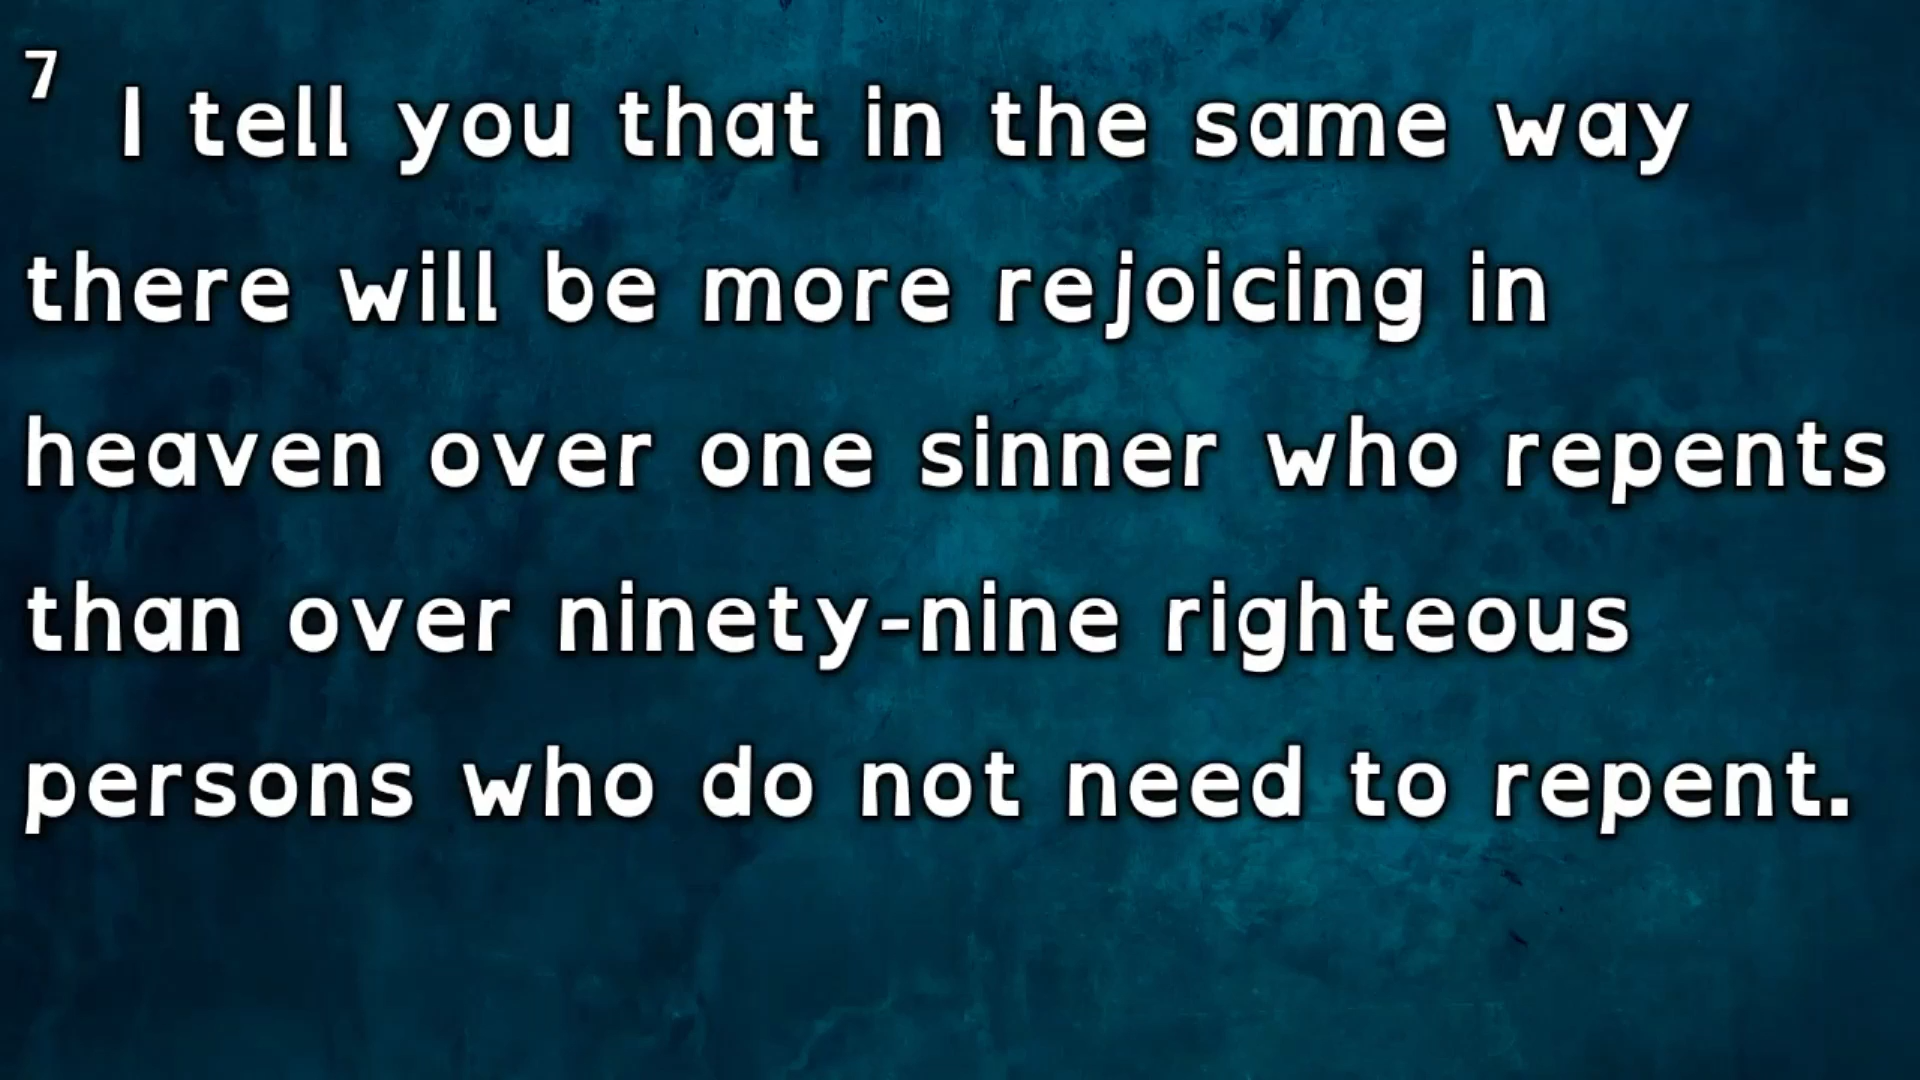 7 I tell you that in the same way
there will be more rejoicing in
heaven over one sinner who repents
than over ninety-nine righteous
persons who do not need to repent.